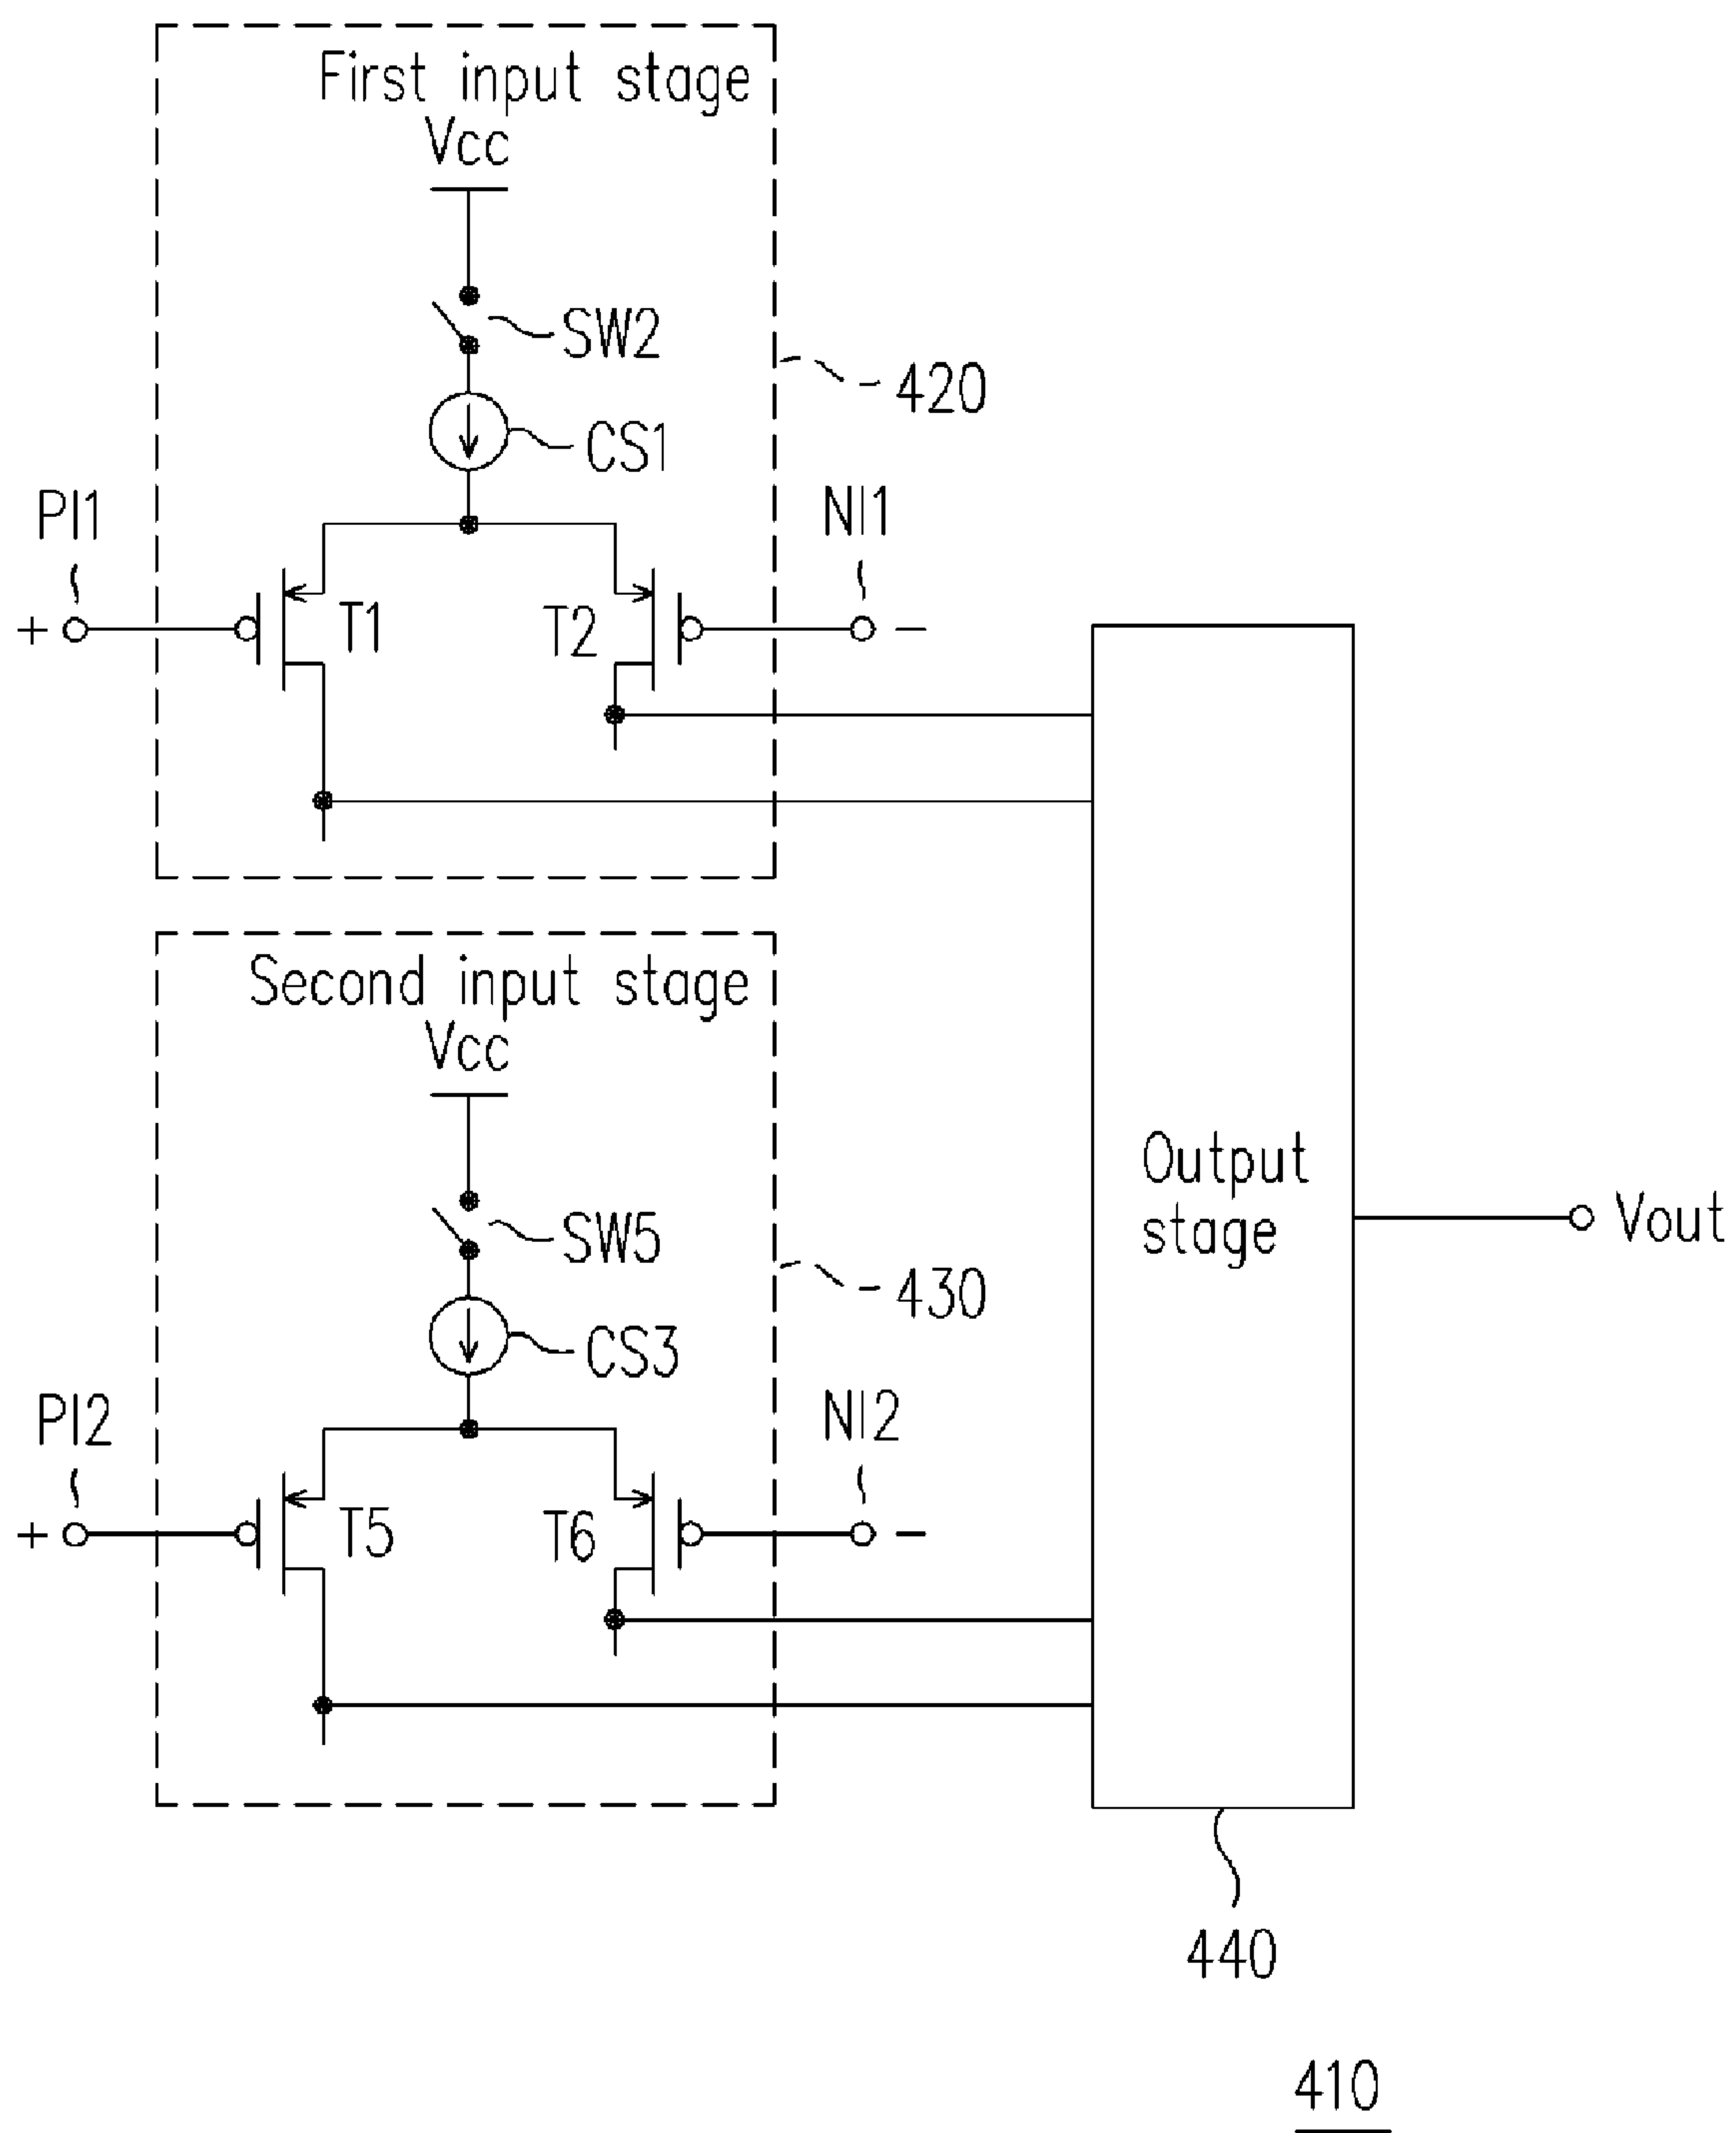 First input stage
Vcc
SW2
420
CS1
PI1
NI1
+
T1
T2
-
Second input stage
Vcc
SW5
430
CS3
PI2
NI2
+
T5
T6
-
Output
stage
Vout
440
410